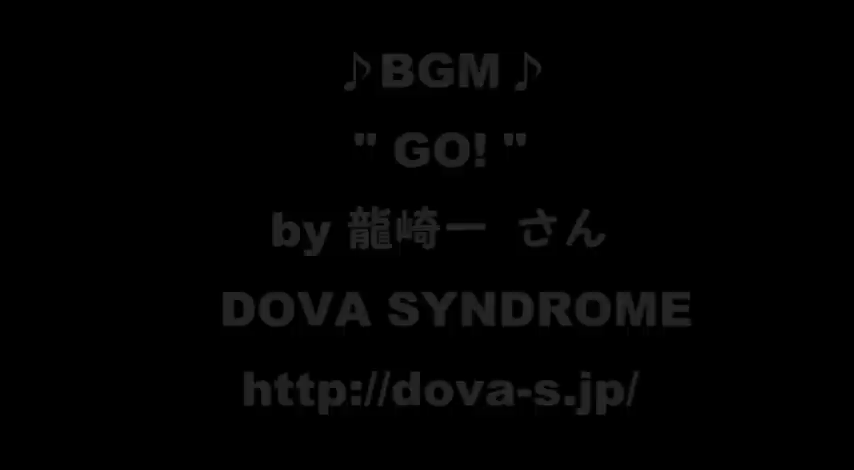 ♪BGM♪
" GO! "
by 龍崎一 さん
DOVA SYNDROME
http://dova-s.jp/